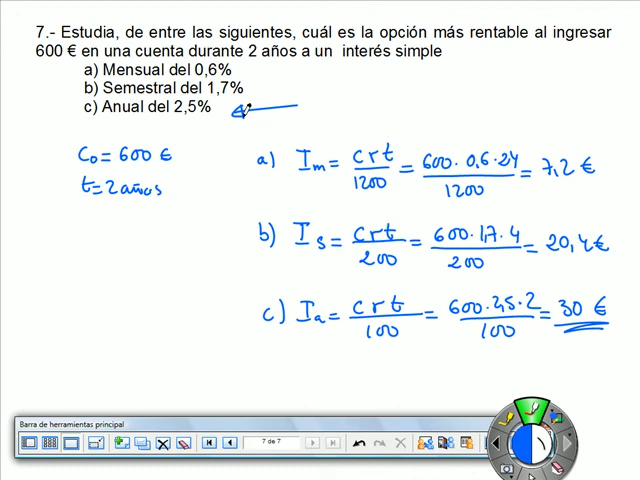 7.- Estudia, de entre las siguientes, cuál es la opción más rentable al ingresar
600 € en una cuenta durante 2 años a un interés simple
a) Mensual del 0,6%
b) Semestral del 1,7%
c) Anual del 2,5%
C₀ = 600 €
t = 2 años
a) Iₘ = crt/1200 = 600 · 0,6 · 24/1200 = 7,2 €
b) I s = crt/200 = 600 · 1,7 · 4/200 = 20,4 €
c) Iₐ = crt/100 = 600 · 2,5 · 2/100 = 30 €
Barra de herramientas principal
7 de 7